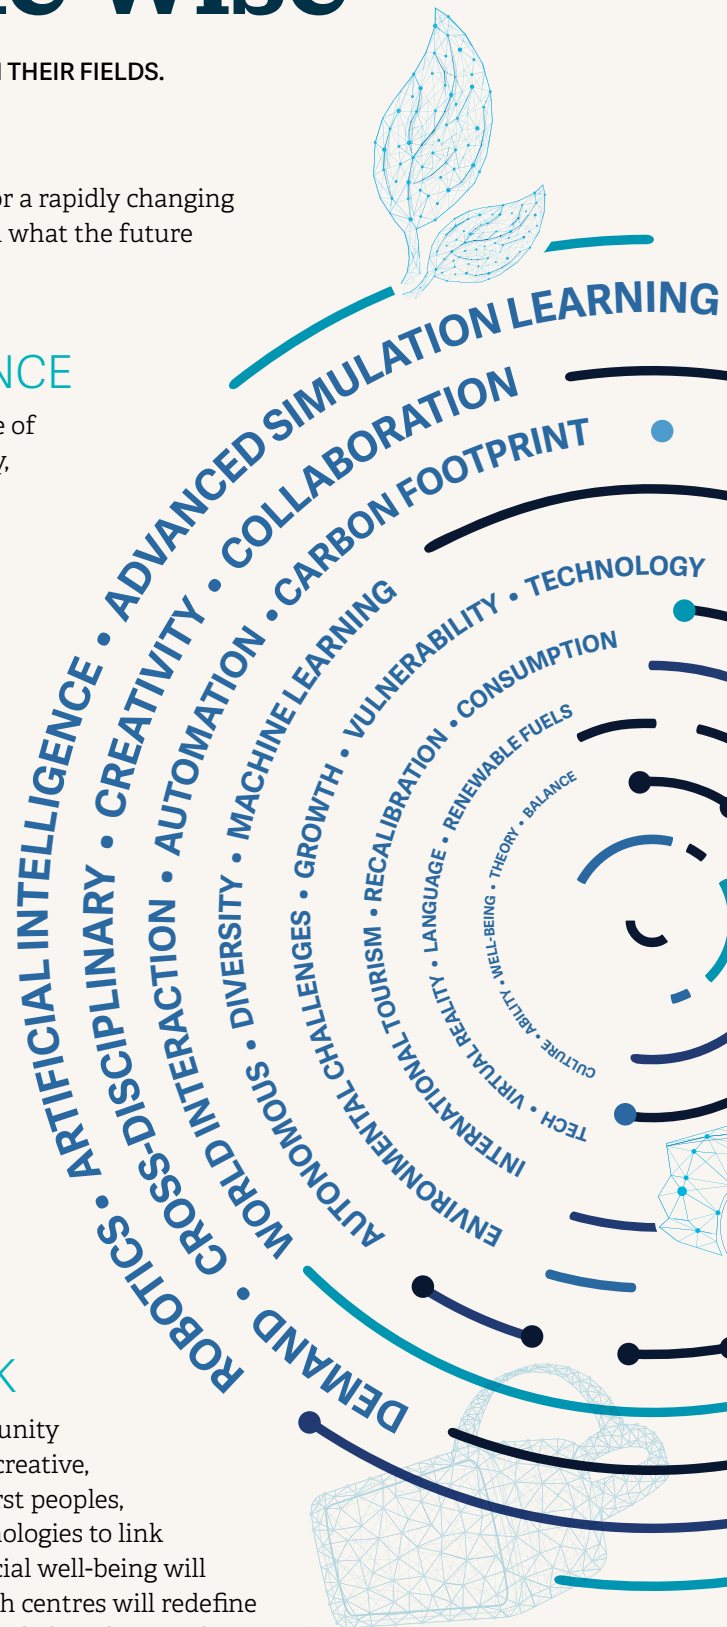 THEIR FIELDS.
a rapidly changing
what the future
NCE
of
ROBOTICS • ARTIFICIAL INTELLIGENCE • ADVANCED SIMULATION LEARNING
DEMAND • CROSS-DISCIPLINARY • CREATIVITY • COLLABORATION
WORLD INTERACTION • AUTOMATION • CARBON FOOTPRINT
AUTONOMOUS • DIVERSITY • MACHINE LEARNING
ENVIRONMENTAL CHALLENGES • GROWTH • VULNERABILITY • TECHNOLOGY
INTERNATIONAL TOURISM • RECALIBRATION • CONSUMPTION
TECH • VIRTUAL REALITY • LANGUAGE • RENEWABLE FUELS
CULTURE • ABILITY • WELL-BEING • THEORY • BALANCE
K
unity
creative,
rst peoples,
nologies to link
cial well-being will
h centres will redefine